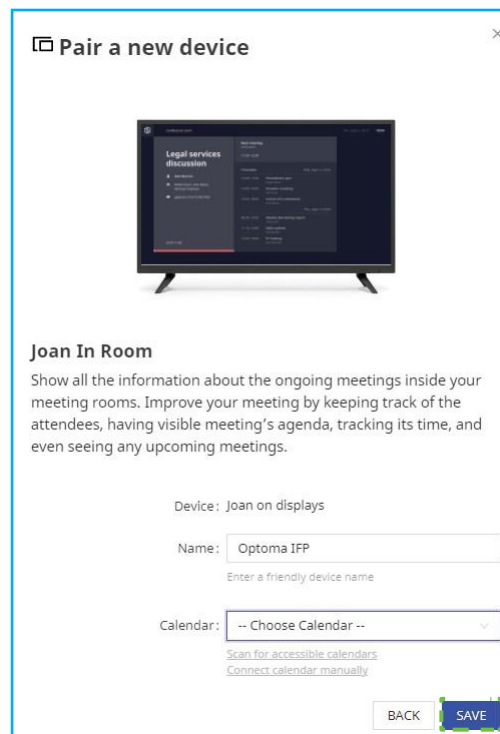 Pair a new device
Legal services
discussion
Joan In Room
Show all the information about the ongoing meetings inside your
meeting rooms. Improve your meeting by keeping track of the
attendees, having visible meeting's agenda, tracking its time, and
even seeing any upcoming meetings.
Device: Joan on displays
Name: Optoma IFP
Enter a friendly device name
Calendar: -- Choose Calendar --
Scan for accessible calendars
Connect calendar manually
BACK SAVE